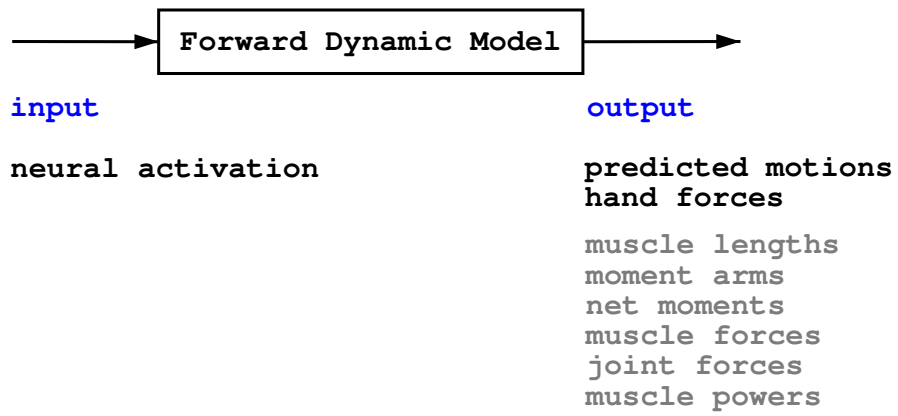 Forward Dynamic Model
input
neural activation
output
predicted motions
hand forces
muscle lengths
moment arms
net moments
muscle forces
joint forces
muscle powers